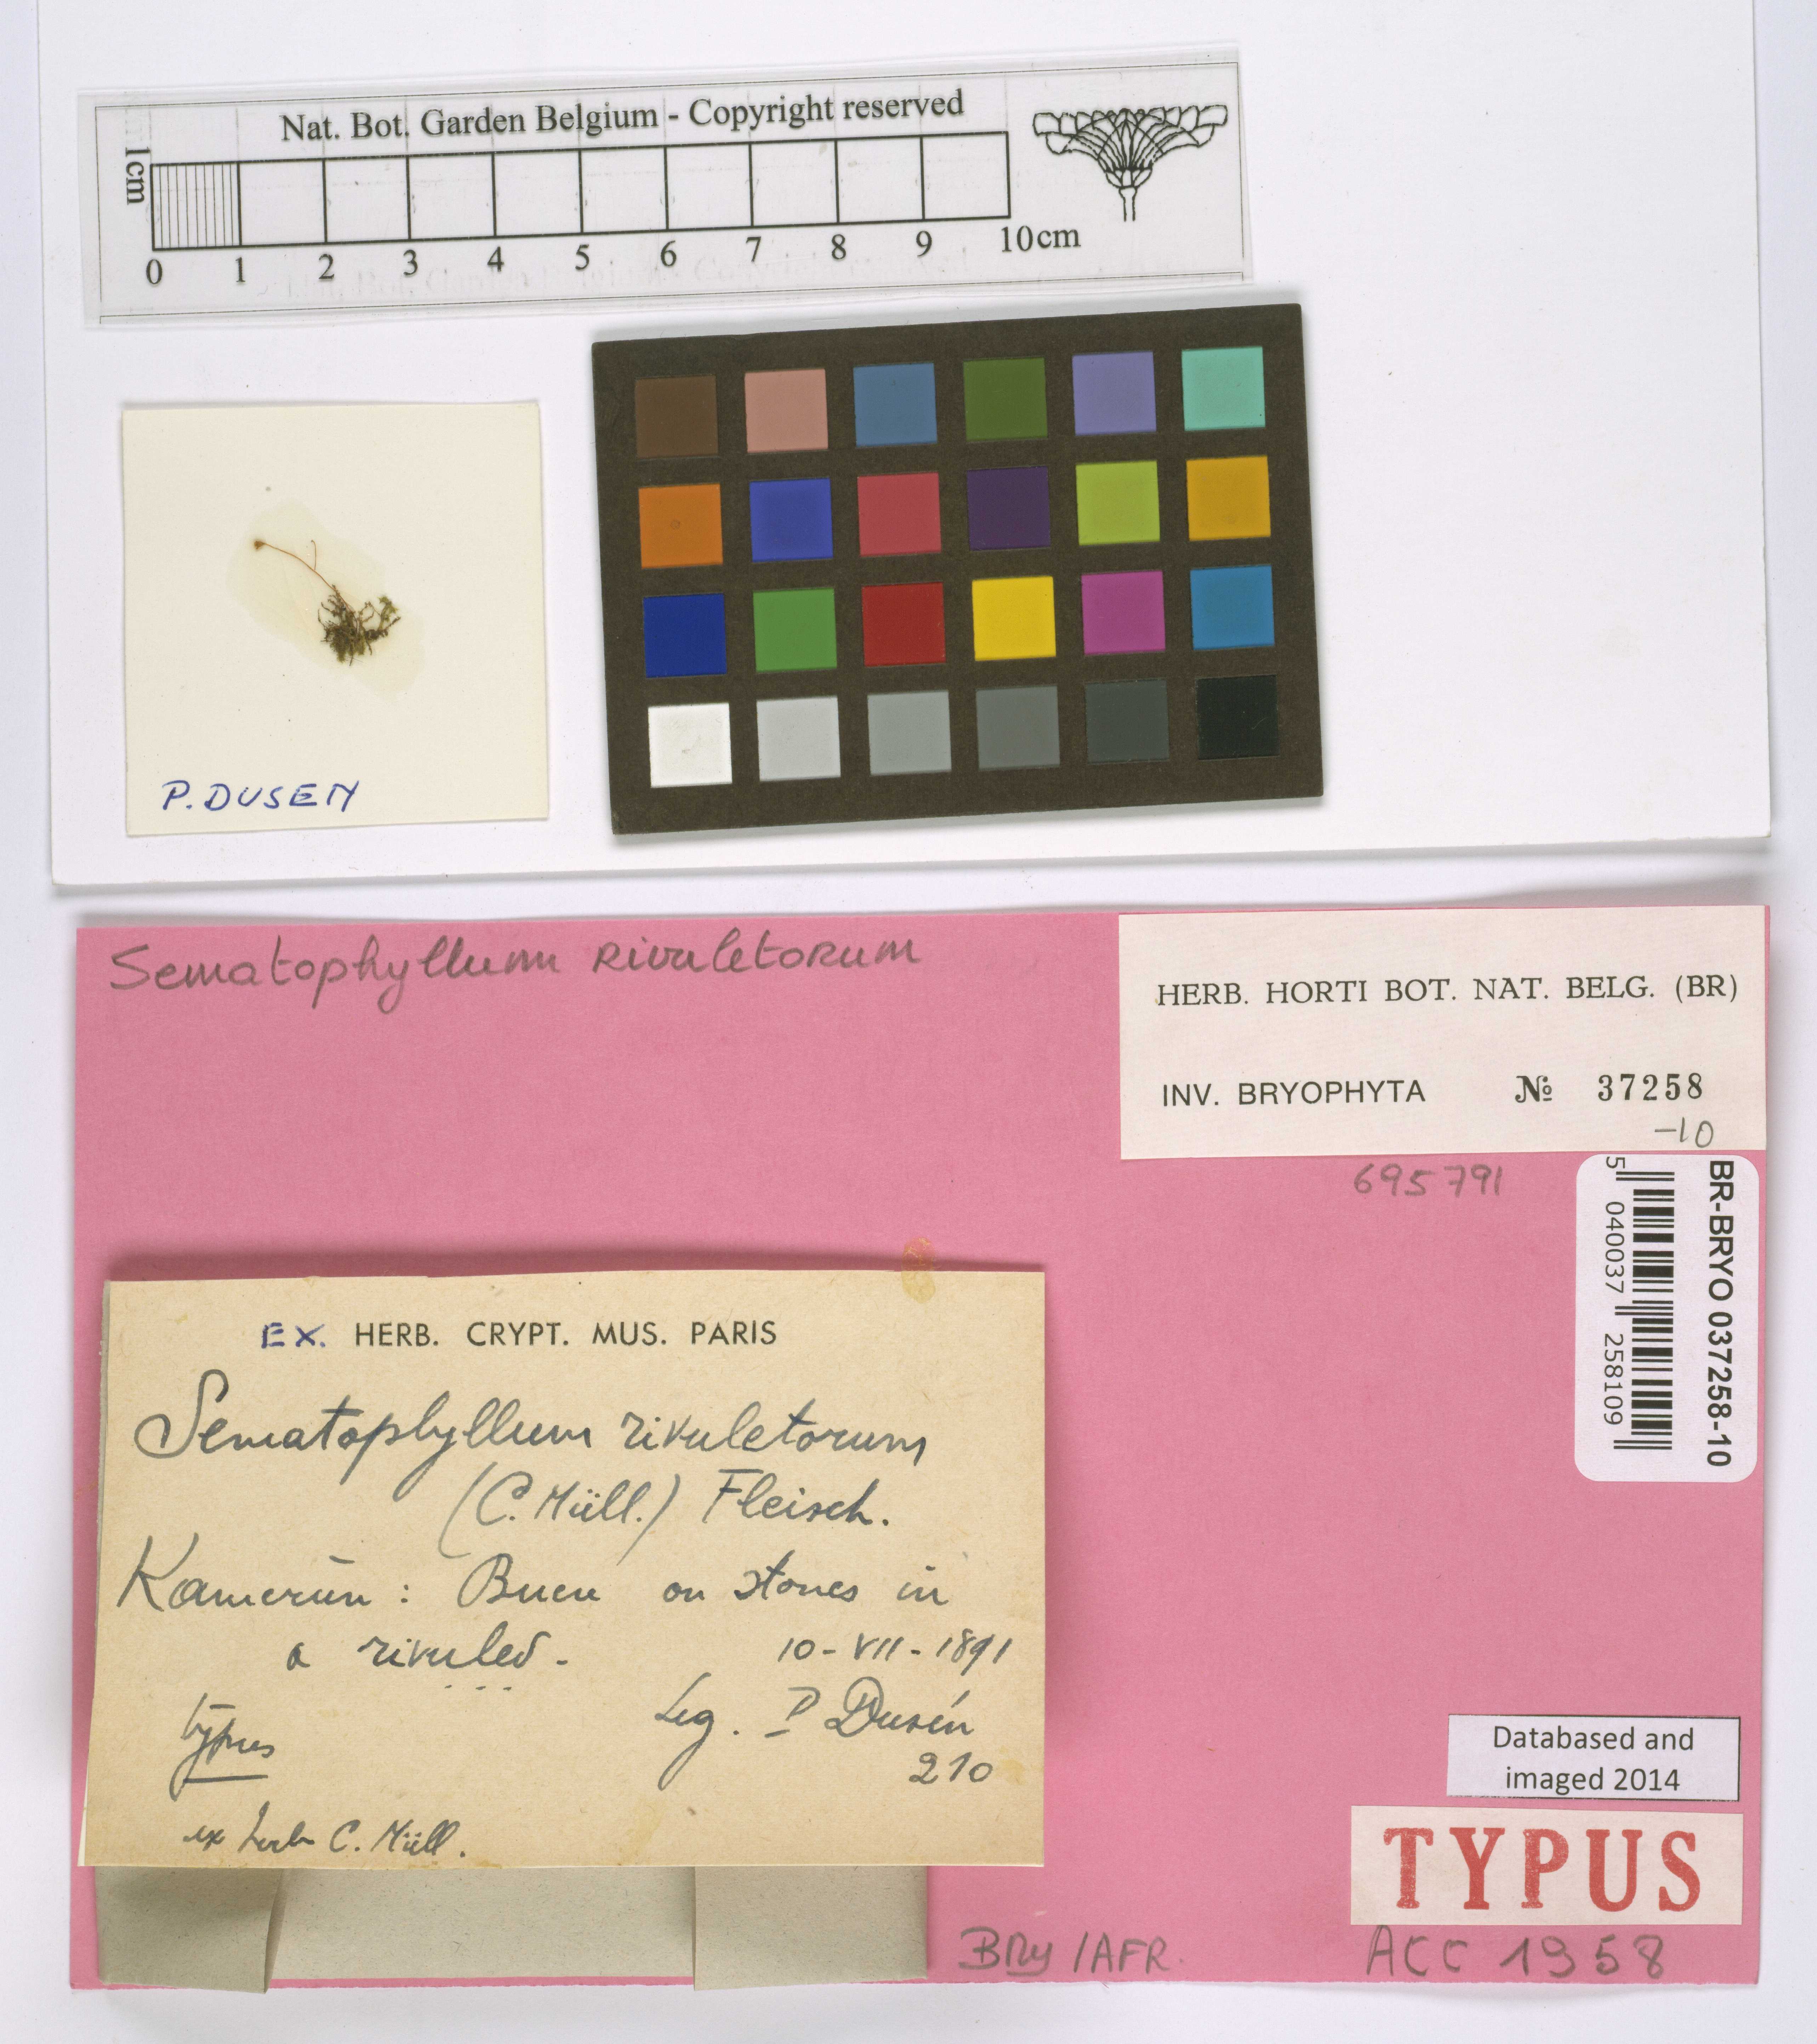 Nat. Bot. Garden Belgium - Copyright reserved
1cm
0 1 2 3 4 5 6 7 8 9 10cm
P. DUSEN
Sematophyllum rivuletorum
HERB. HORTI BOT. NAT. BELG. (BR)
INV. BRYOPHYTA № 37258
-10
695791
BR-BRYO 037258-10
5 040037 258109
EX. HERB. CRYPT. MUS. PARIS
Sematophyllum rivuletorum
(C. Müll.) Fleisch.
Kamerun : Buea on stones in
a rivulet -
10 - VII - 1891
typus
Leg. P Dusén
210
ex herb C. Müll.
Databased and
imaged 2014
TYPUS
BRY / AFR.
ACC 1958